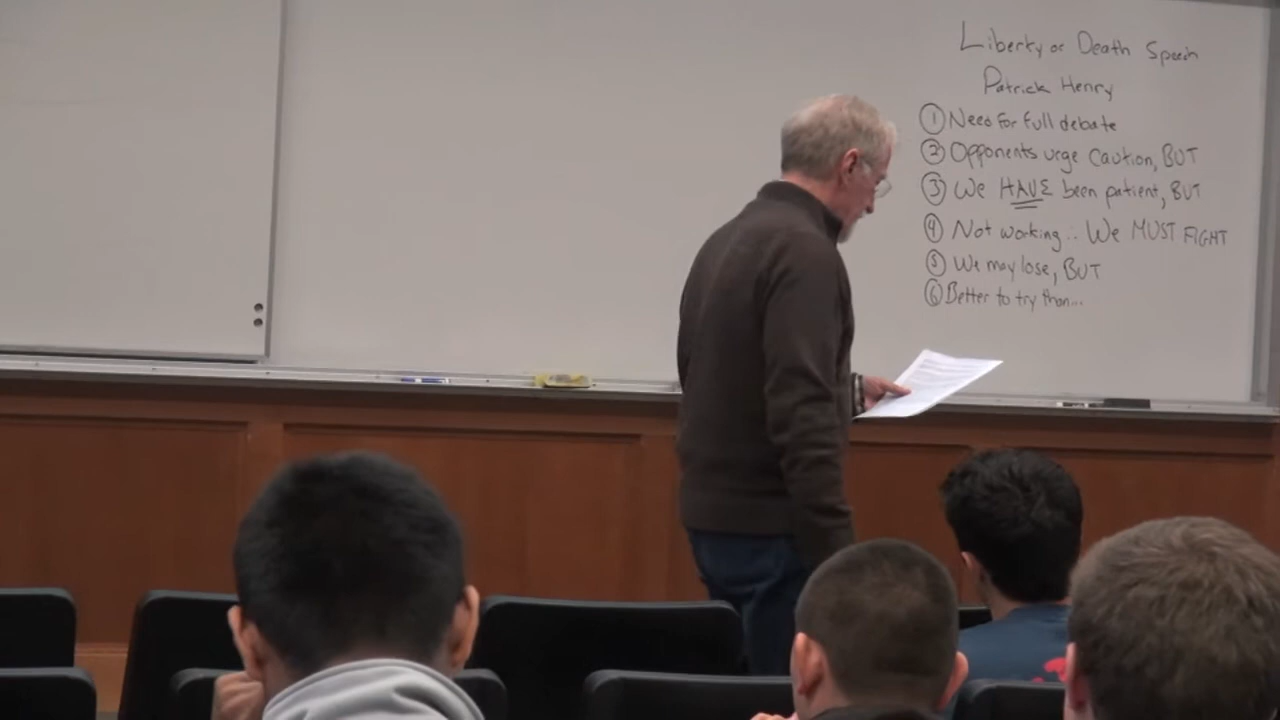 Liberty or Death Speech
Patrick Henry
① Need for full debate
② Opponents urge caution, BUT
③ We HAVE been patient, BUT
④ Not working ∴ We MUST FIGHT
⑤ We may lose, BUT
⑥ Better to try than...